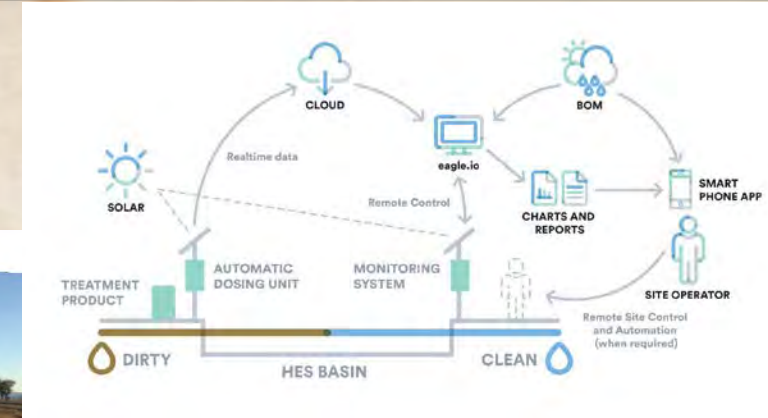 CLOUD
BOM
Realtime data
eagle.io
SOLAR
Remote Control
CHARTS AND
REPORTS
SMART
PHONE APP
TREATMENT
PRODUCT
AUTOMATIC
DOSING UNIT
MONITORING
SYSTEM
SITE OPERATOR
Remote Site Control
and Automation
(when required)
DIRTY
HES BASIN
CLEAN